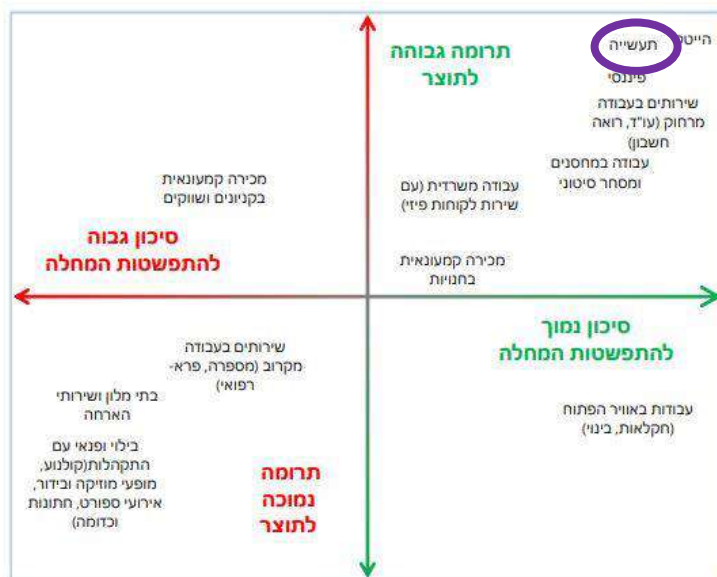 הייטק
תעשייה
תרומה גבוהה
לתוצר
פיננסי
שירותים בעבודה
מרחוק (עו"ד, רואה
חשבון)
עבודה במחסנים
ומסחר סיטוני
מכירה קמעונאית
בקניונים ושווקים
עבודה משרדית (עם
שירות לקוחות פיזי)
סיכון גבוה
להתפשטות המחלה
מכירה קמעונאית
בחנויות
סיכון נמוך
להתפשטות המחלה
שירותים בעבודה
מקרוב (מספרה, פרא-
רפואי)
בתי מלון ושירותי
הארחה
עבודות באוויר הפתוח
(חקלאות, בינוי)
בילוי ופנאי עם
התקהלות(קולנוע,
מופעי מוזיקה ובידור,
אירועי ספורט, חתונות
וכדומה)
תרומה
נמוכה
לתוצר